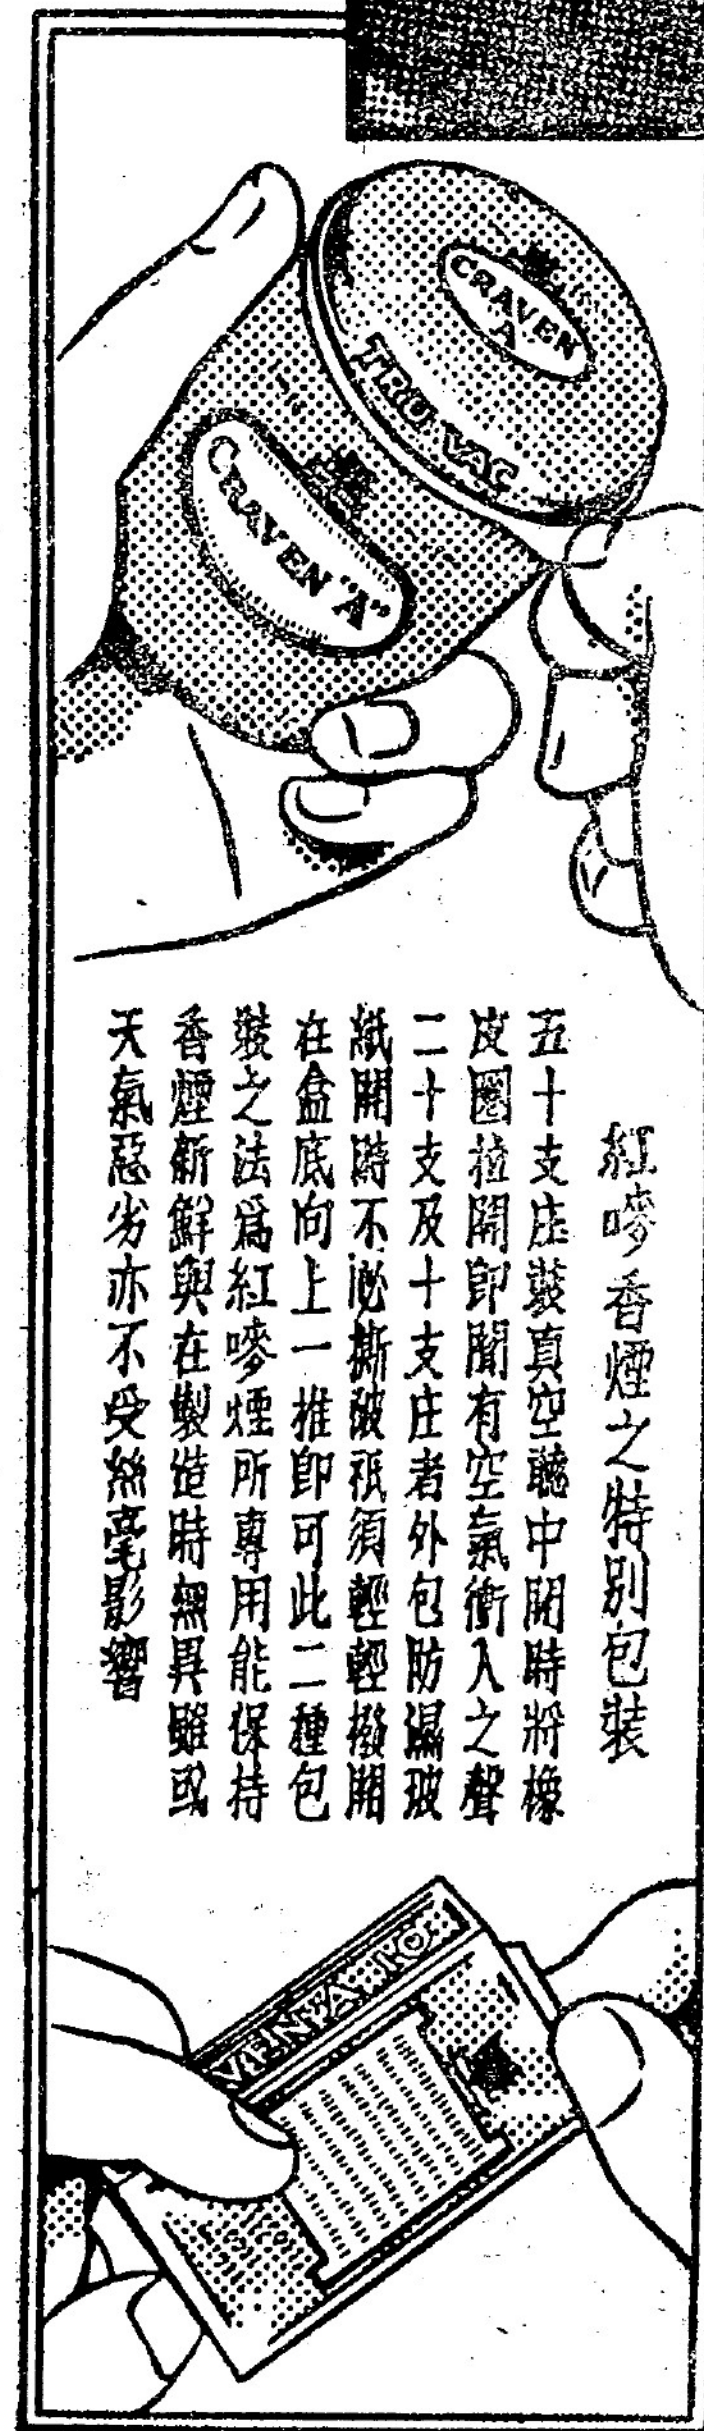 CRAVEN
A
TRU VAC
CRAVEN "A"
紅嘜香煙之特別包裝
五十支庄裝真空聽中開時將橡
皮圈拉開卽聞有空氣衝入之聲
二十支及十支庄者外包防濕玻
紙開時不必撕破祇須輕輕撥開
在盒底向上一推卽可此二種包
裝之法爲紅嘜煙所專用能保持
香煙新鮮與在製造時無異雖或
天氣惡劣亦不受絲毫影響